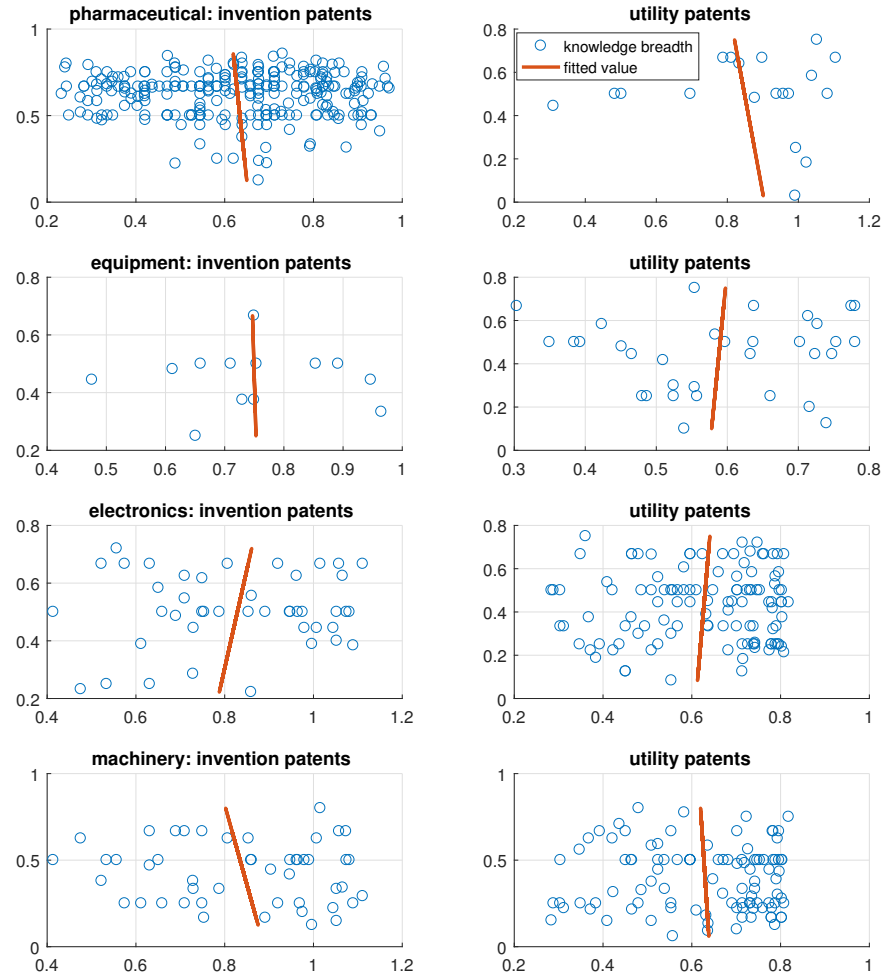 pharmaceutical: invention patents
1
0.5
0
0.2 0.4 0.6 0.8 1
utility patents
knowledge breadth
fitted value
0.8
0.6
0.4
0.2
0
0.2 0.4 0.6 0.8 1 1.2
equipment: invention patents
0.8
0.6
0.4
0.2
0.4 0.5 0.6 0.7 0.8 0.9 1
utility patents
0.8
0.6
0.4
0.2
0
0.3 0.4 0.5 0.6 0.7 0.8
electronics: invention patents
0.8
0.6
0.4
0.2
0.4 0.6 0.8 1 1.2
utility patents
0.8
0.6
0.4
0.2
0
0.2 0.4 0.6 0.8 1
machinery: invention patents
1
0.5
0
0.4 0.6 0.8 1 1.2
utility patents
1
0.5
0
0.2 0.4 0.6 0.8 1